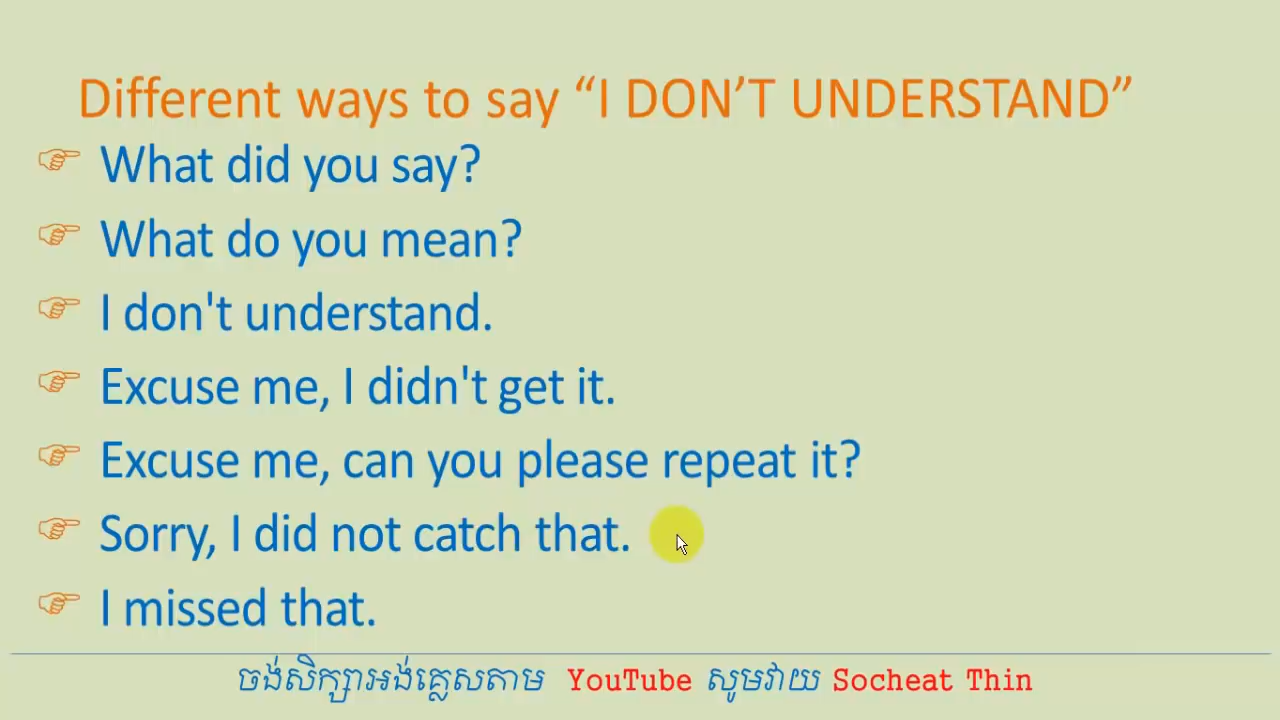 Different ways to say “I DON’T UNDERSTAND”
What did you say?
What do you mean?
I don't understand.
Excuse me, I didn't get it.
Excuse me, can you please repeat it?
Sorry, I did not catch that.
I missed that.
ចង់សិក្សាអង់គ្លេសតាម YouTube សូមវាយ Socheat Thin